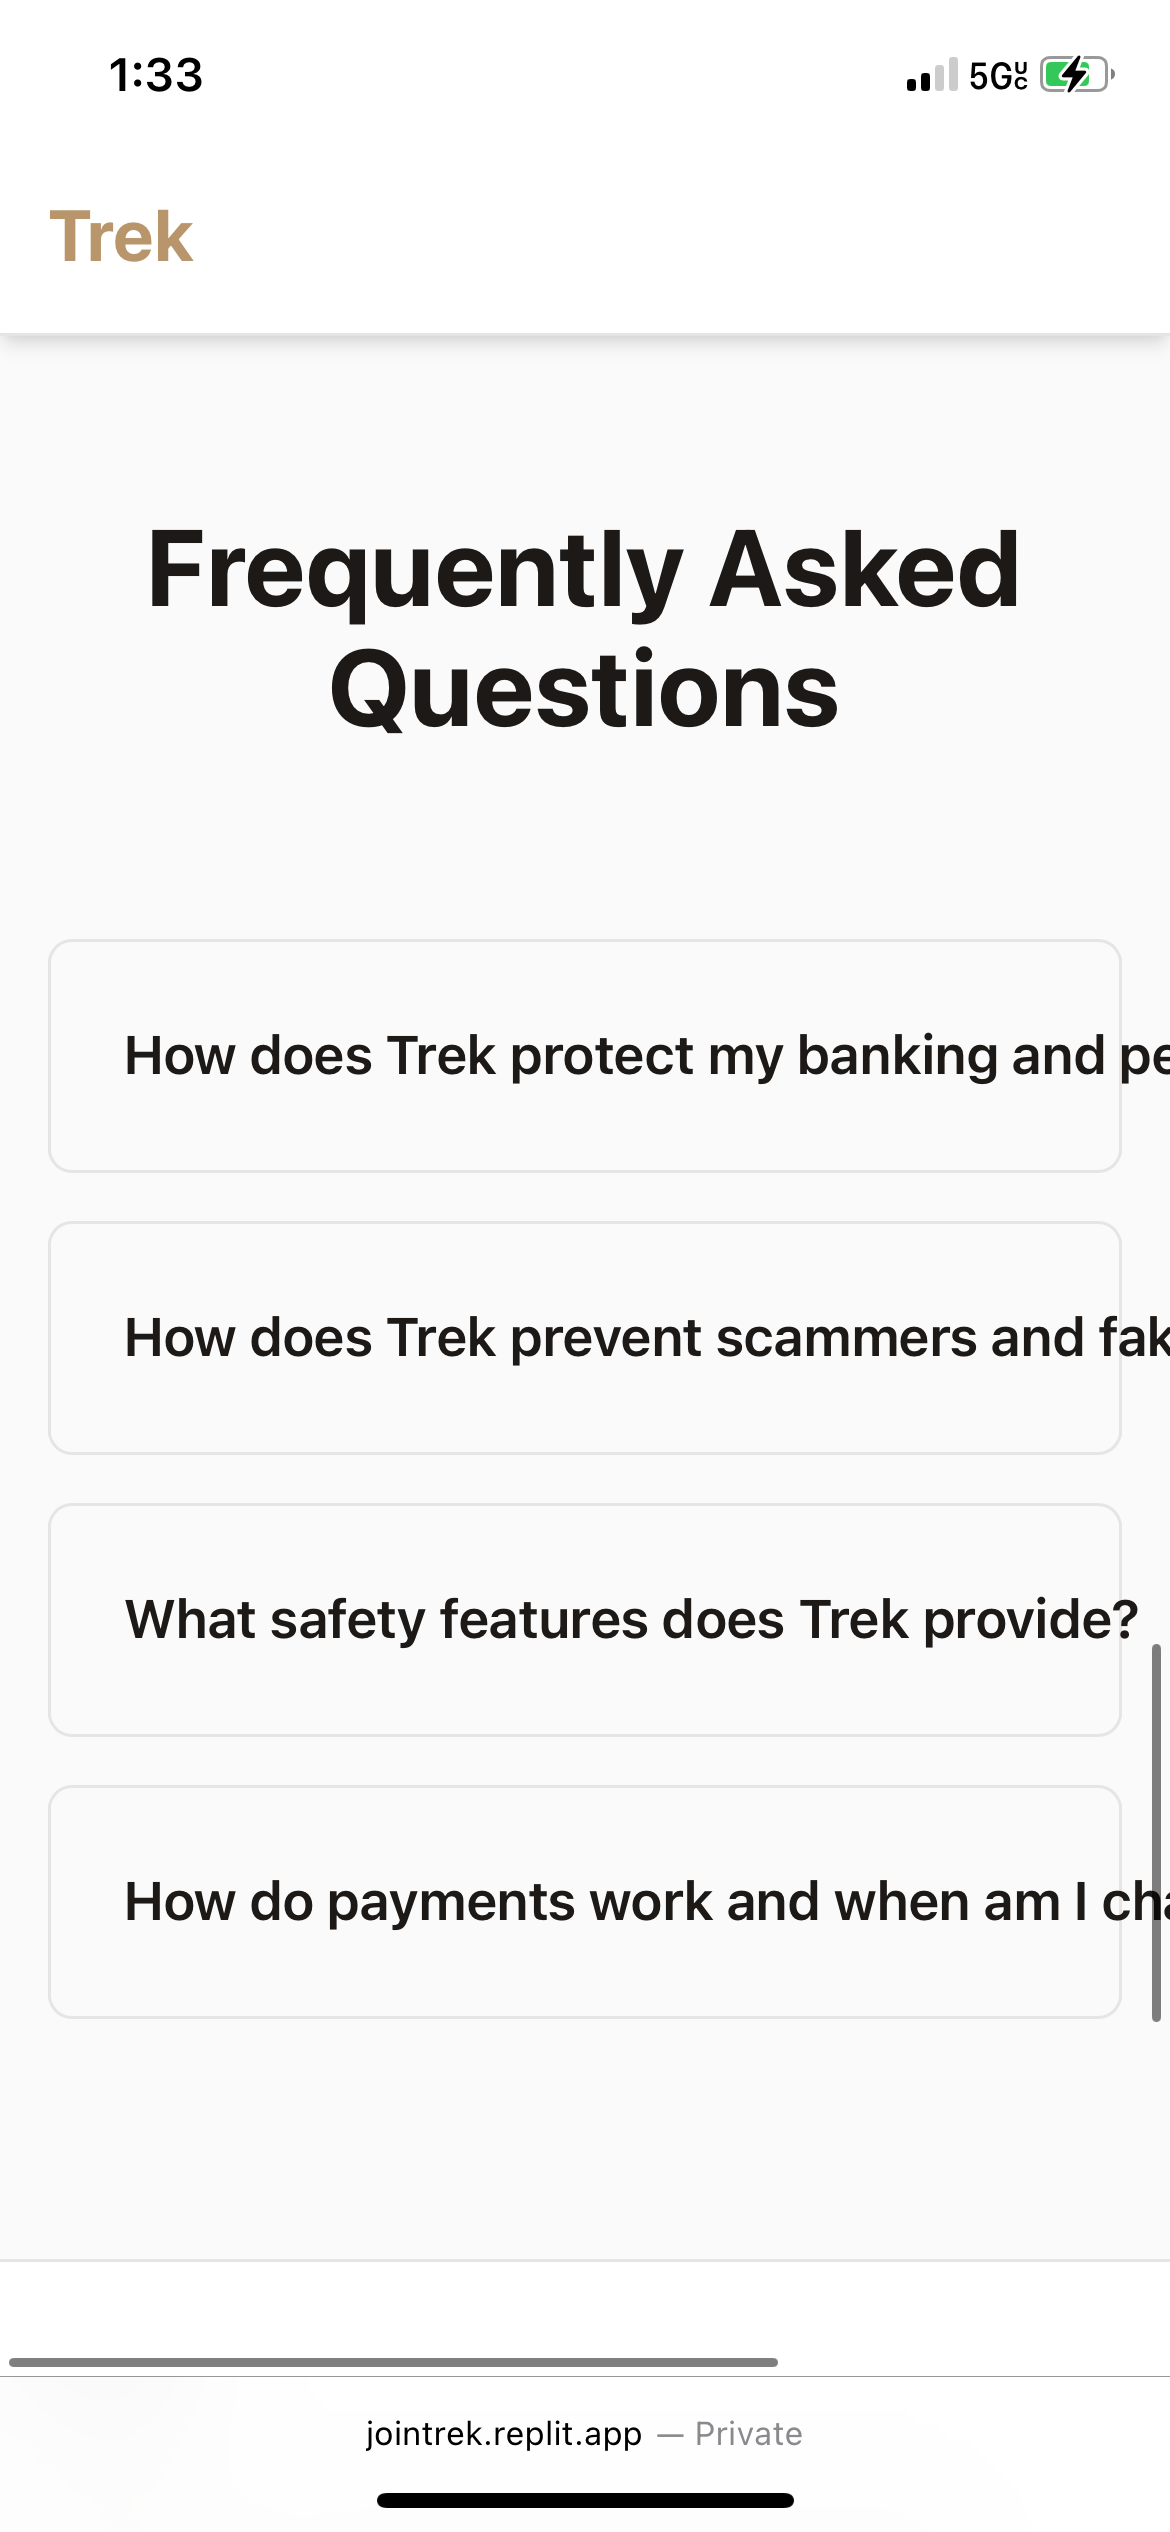 1:33
5G UC
Trek
Frequently Asked
Questions
How does Trek protect my banking and pe
How does Trek prevent scammers and fak
What safety features does Trek provide?
How do payments work and when am I cha
jointrek.replit.app — Private